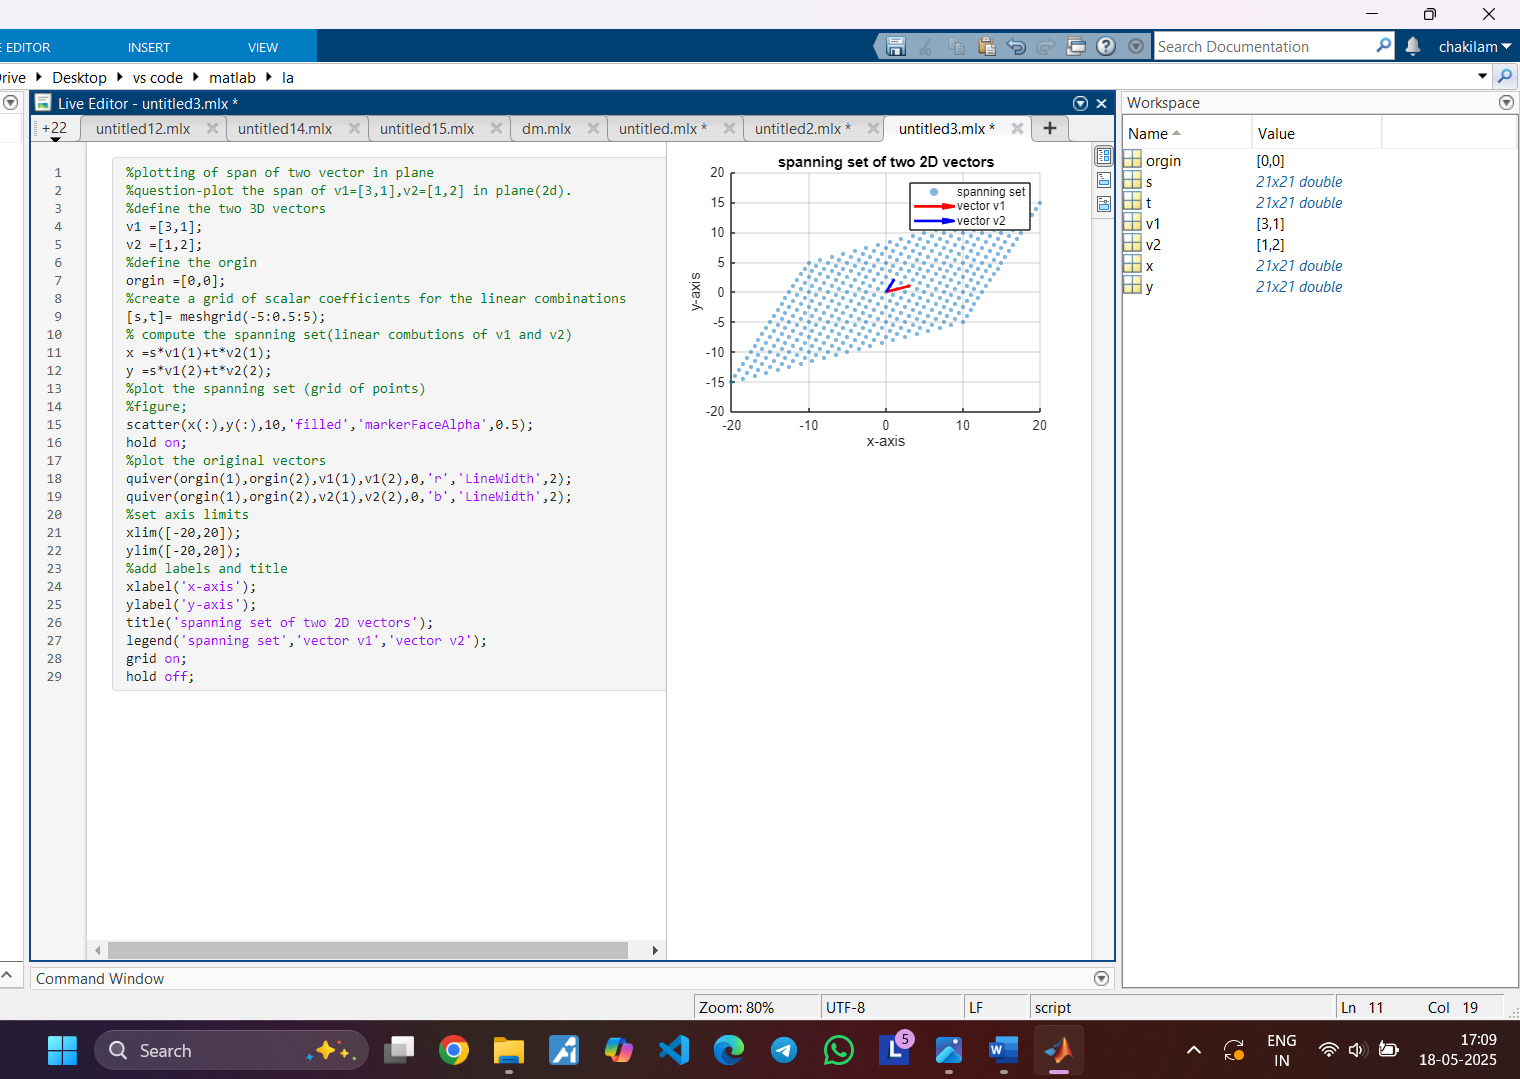 EDITOR INSERT VIEW Search Documentation chakilam
Desktop vs code matlab la
Live Editor - untitled3.mlx *
+22 untitled12.mlx untitled14.mlx untitled15.mlx dm.mlx untitled.mlx * untitled2.mlx * untitled3.mlx *
1 %plotting of span of two vector in plane
2 %question-plot the span of v1=[3,1],v2=[1,2] in plane(2d).
3 %define the two 3D vectors
4 v1 =[3,1];
5 v2 =[1,2];
6 %define the orgin
7 orgin =[0,0];
8 %create a grid of scalar coefficients for the linear combinations
9 [s,t]= meshgrid(-5:0.5:5);
10 % compute the spanning set(linear combutions of v1 and v2)
11 x =s*v1(1)+t*v2(1);
12 y =s*v1(2)+t*v2(2);
13 %plot the spanning set (grid of points)
14 %figure;
15 scatter(x(:),y(:),10,'filled','markerFaceAlpha',0.5);
16 hold on;
17 %plot the original vectors
18 quiver(orgin(1),orgin(2),v1(1),v1(2),0,'r','LineWidth',2);
19 quiver(orgin(1),orgin(2),v2(1),v2(2),0,'b','LineWidth',2);
20 %set axis limits
21 xlim([-20,20]);
22 ylim([-20,20]);
23 %add labels and title
24 xlabel('x-axis');
25 ylabel('y-axis');
26 title('spanning set of two 2D vectors');
27 legend('spanning set','vector v1','vector v2');
28 grid on;
29 hold off;
spanning set of two 2D vectors
spanning set
vector v1
vector v2
20
15
10
5
0
-5
-10
-15
-20
y-axis
-20 -10 0 10 20
x-axis
Workspace
Name Value
orgin [0,0]
s 21x21 double
t 21x21 double
v1 [3,1]
v2 [1,2]
x 21x21 double
y 21x21 double
Command Window
Zoom: 80% UTF-8 LF script Ln 11 Col 19
Search 5 ENG IN 17:09
18-05-2025